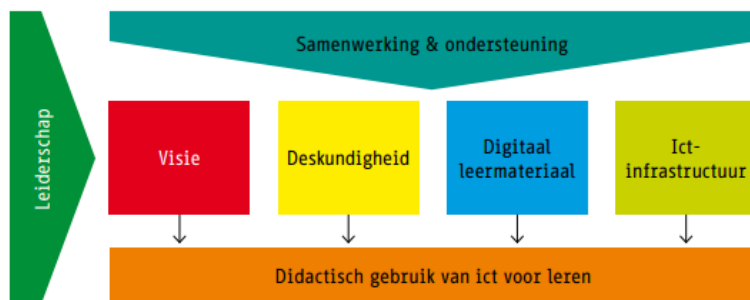 Leiderschap
Samenwerking & ondersteuning
Visie
Deskundigheid
Digitaal
leermateriaal
Ict-
infrastructuur
Didactisch gebruik van ict voor leren